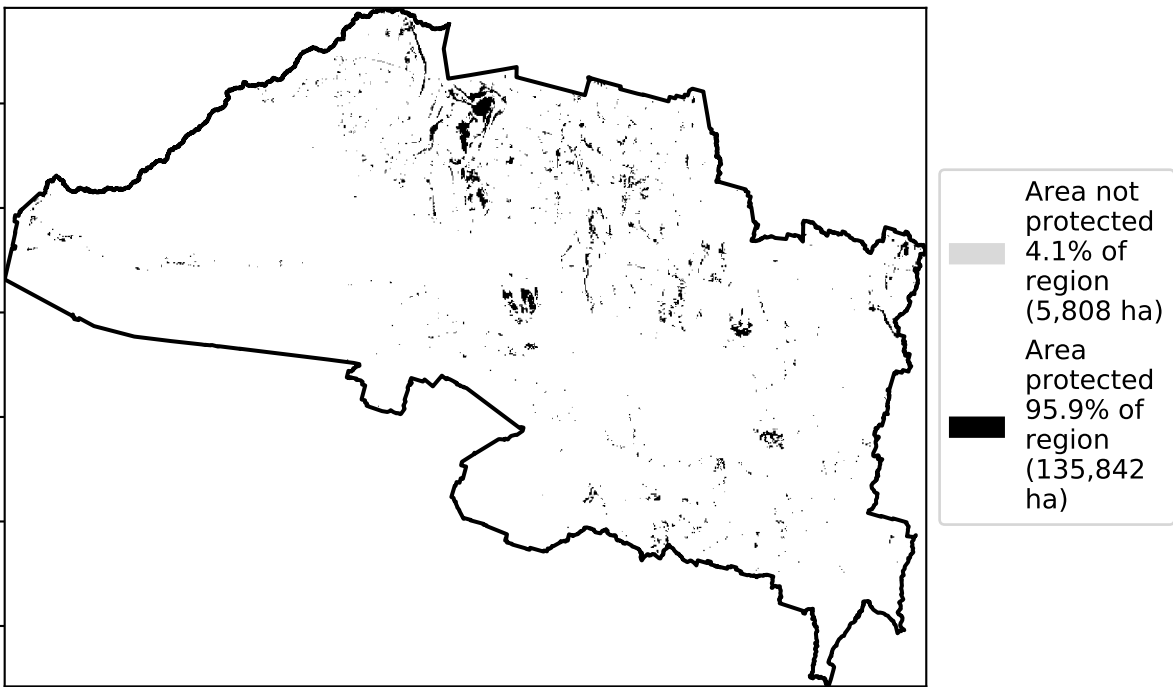 Area not
protected
4.1% of
region
(5,808 ha)
Area
protected
95.9% of
region
(135,842
ha)